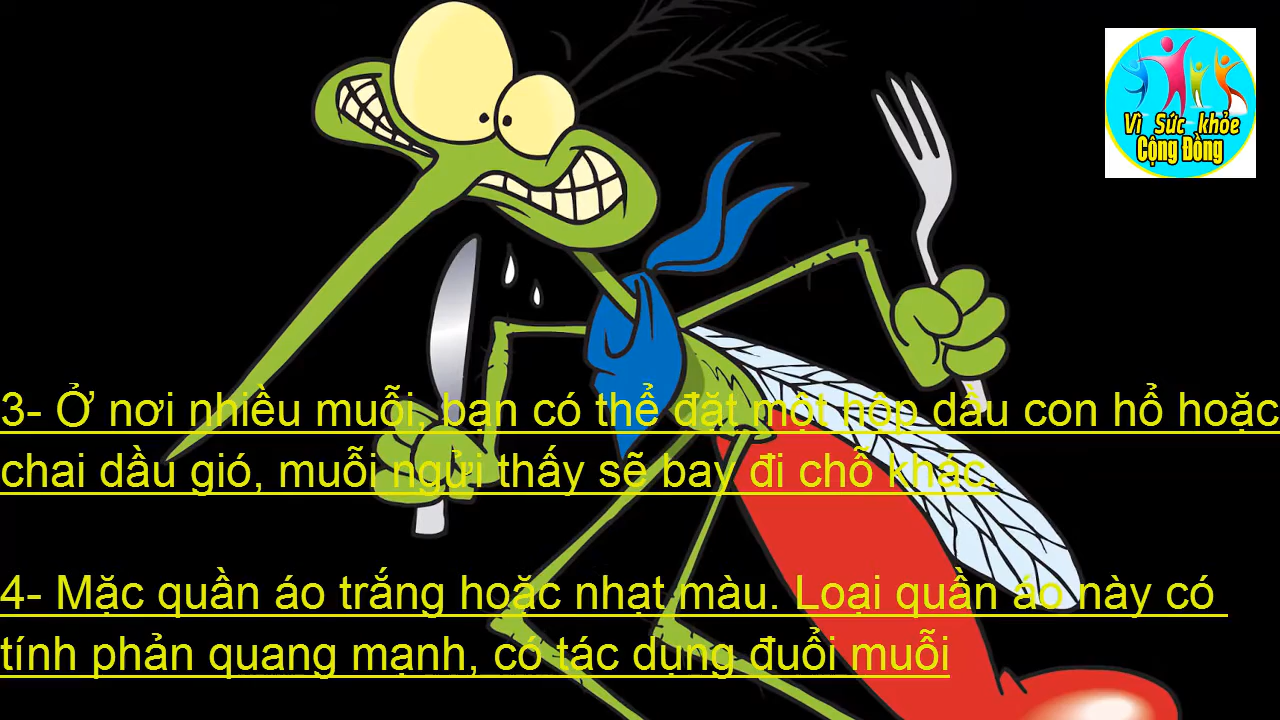 Vì Sức khỏe
Cộng Đồng
3- Ở nơi nhiều muỗi, bạn có thể đặt một hộp dầu con hổ hoặc
chai dầu gió, muỗi ngửi thấy sẽ bay đi chỗ khác.
4- Mặc quần áo trắng hoặc nhạt màu. Loại quần áo này có
tính phản quang mạnh, có tác dụng đuổi muỗi